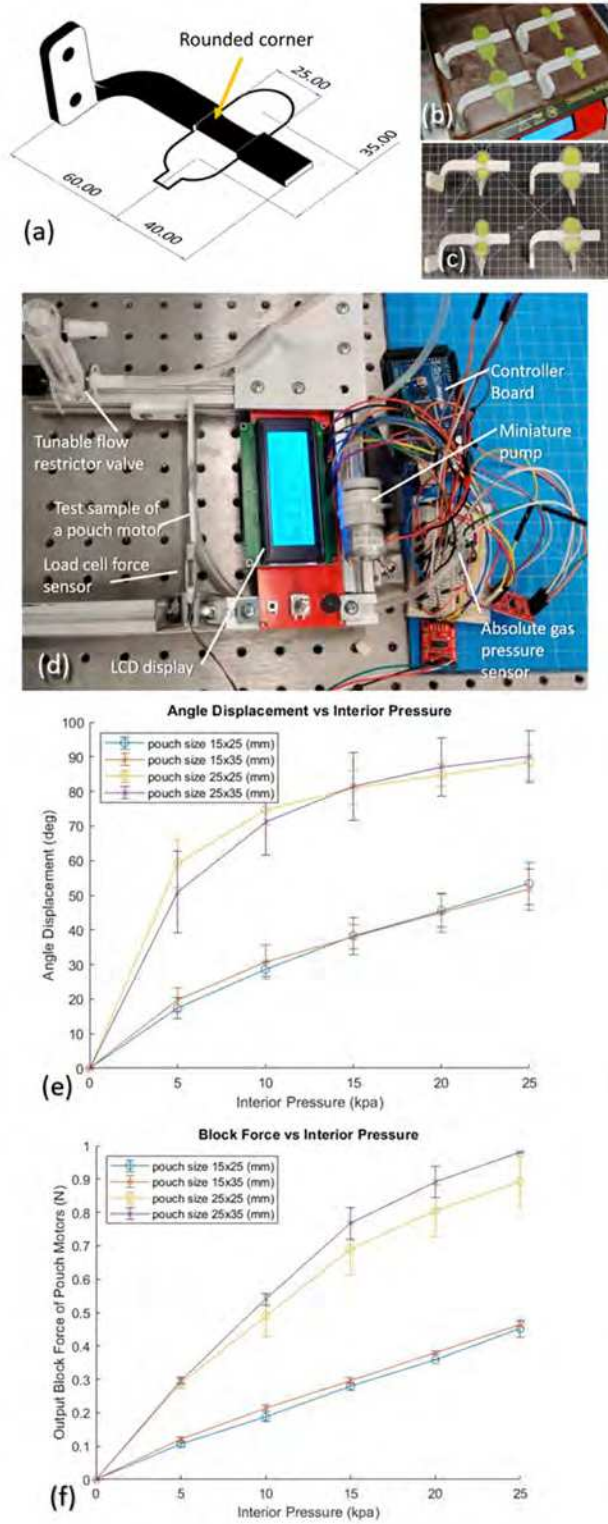 Rounded corner
25.00
35.00
60.00
40.00
(a)
(b)
(c)
Controller
Board
Miniature
pump
Tunable flow
restrictor valve
Test sample of
a pouch motor
Load cell force
sensor
LCD display
Absolute gas
pressure
sensor
(d)
Angle Displacement vs Interior Pressure
pouch size 15x25 (mm)
pouch size 15x35 (mm)
pouch size 25x25 (mm)
pouch size 25x35 (mm)
Angle Displacement (deg)
100
90
80
70
60
50
40
30
20
10
0
0 5 10 15 20 25
Interior Pressure (kpa)
(e)
Block Force vs Interior Pressure
pouch size 15x25 (mm)
pouch size 15x35 (mm)
pouch size 25x25 (mm)
pouch size 25x35 (mm)
Output Block Force of Pouch Motors (N)
1
0.9
0.8
0.7
0.6
0.5
0.4
0.3
0.2
0.1
0
0 5 10 15 20 25
Interior Pressure (kpa)
(f)